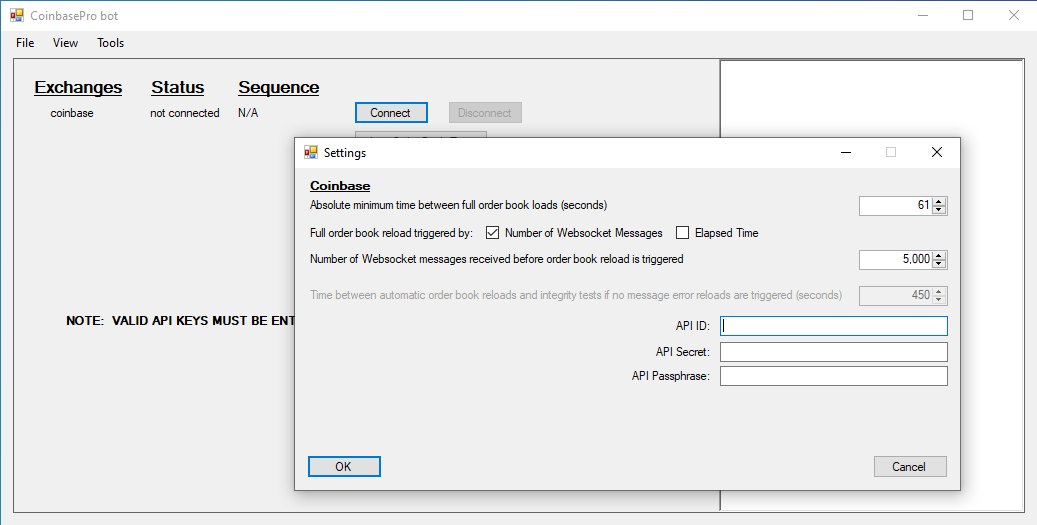 CoinbasePro bot
File View Tools
Exchanges Status Sequence
coinbase not connected N/A Connect Disconnect
Settings
Coinbase
Absolute minimum time between full order book loads (seconds) 61
Full order book reload triggered by: Number of Websocket Messages Elapsed Time
Number of Websocket messages received before order book reload is triggered 5,000
Time between automatic order book reloads and integrity tests if no message error reloads are triggered (seconds) 450
NOTE: VALID API KEYS MUST BE ENT
API ID:
API Secret:
API Passphrase:
OK Cancel